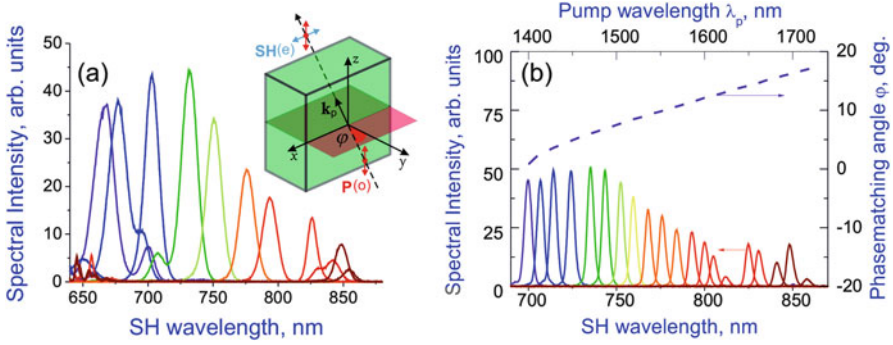 (a)
Spectral Intensity, arb. units
50
40
30
20
10
0
650
700
750
800
850
SH wavelength, nm
SH(e)
z
kₚ
φ
x
y
P(o)
Pump wavelength λₚ, nm
1400
1500
1600
1700
(b)
Spectral Intensity, arb. units
100
75
50
25
0
20
10
0
-10
-20
Phasematching angle φ, deg.
700
750
800
850
SH wavelength, nm